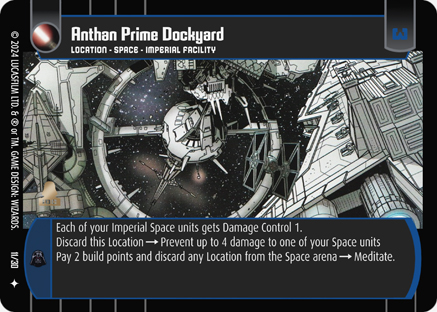 Anthan Prime Dockyard
LOCATION · SPACE · IMPERIAL FACILITY
© 2024 LUCASFILM LTD. & ® or TM. GAME DESIGN: WIZARDS.
Each of your Imperial Space units gets Damage Control 1.
Discard this Location → Prevent up to 4 damage to one of your Space units
Pay 2 build points and discard any Location from the Space arena → Meditate.
11/30